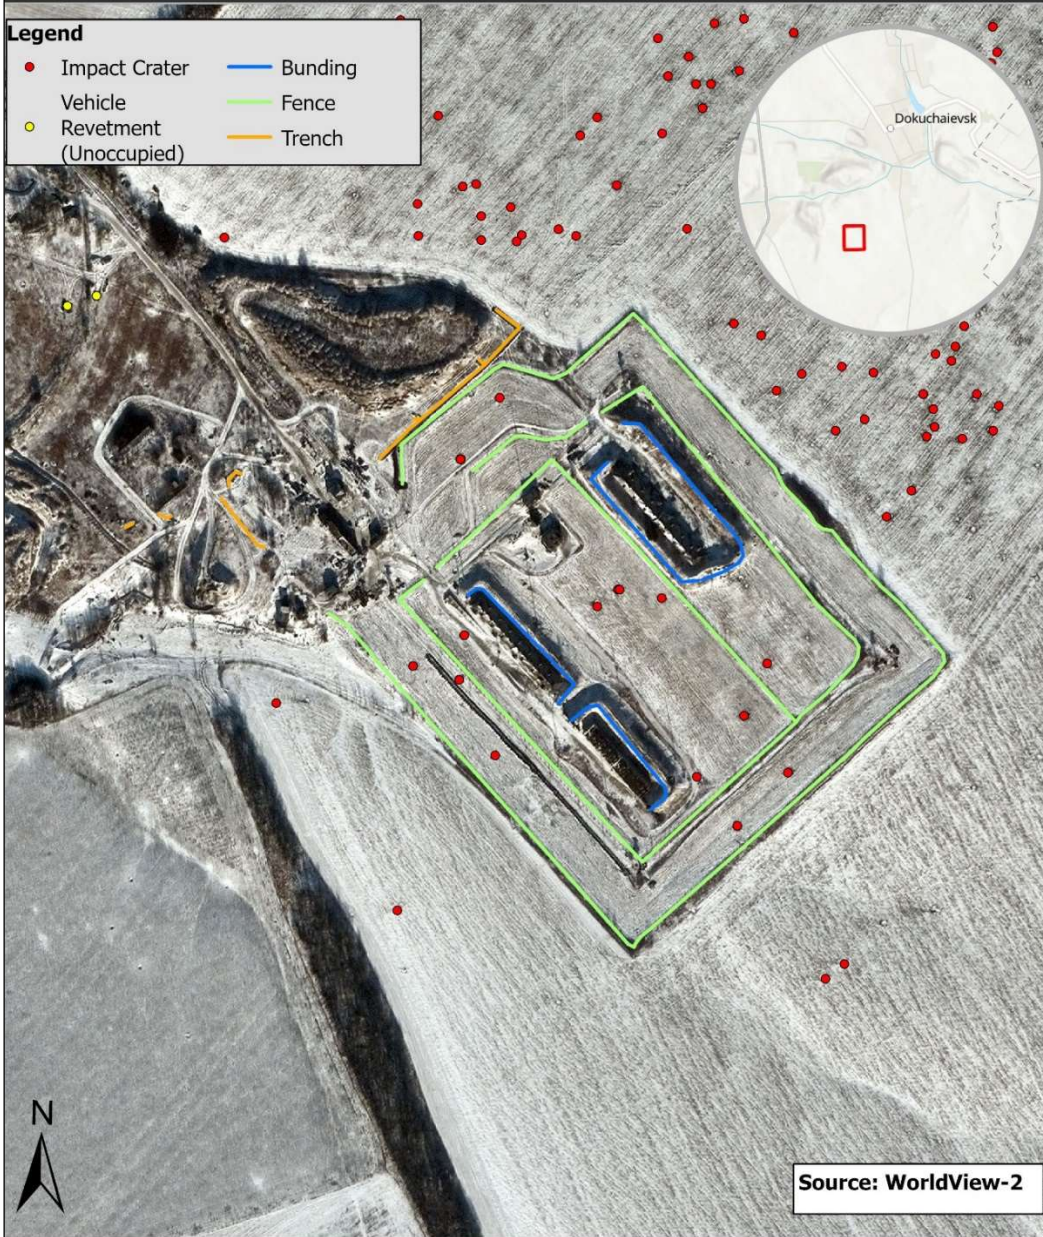 Legend
Impact Crater
Vehicle
Revetment
(Unoccupied)
Bunding
Fence
Trench
Dokuchaievsk
N
Source: WorldView-2